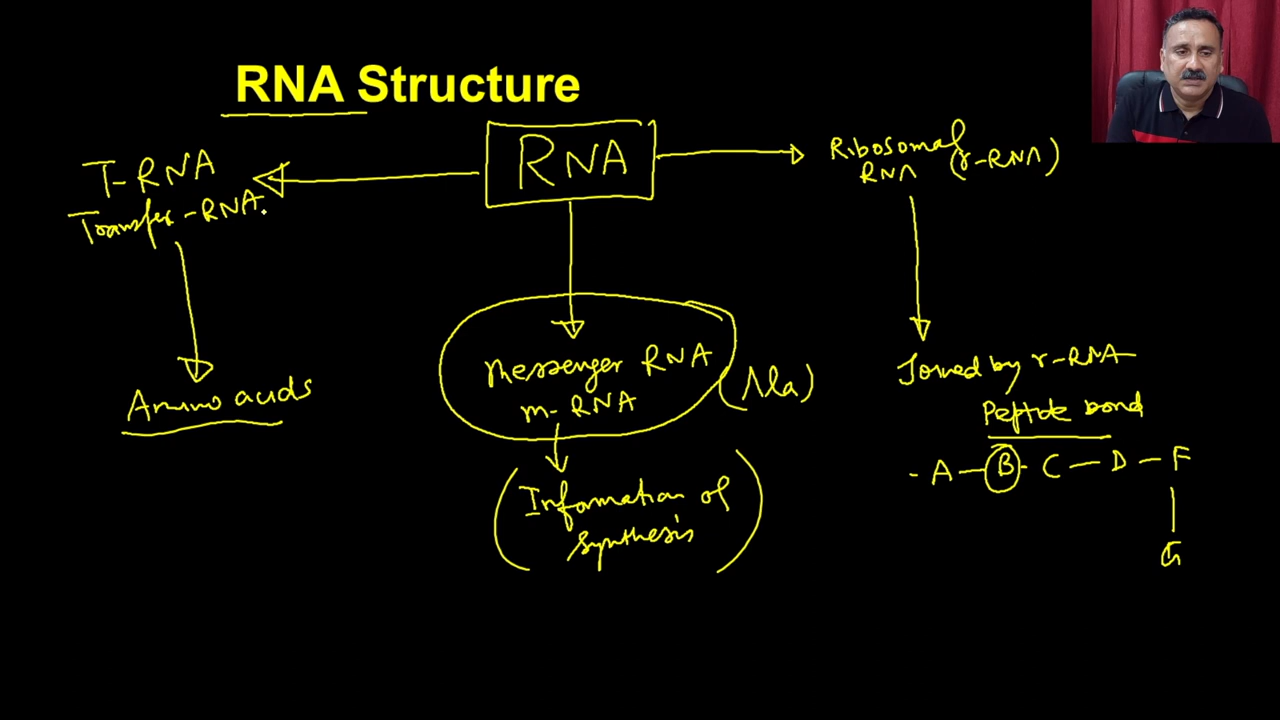 RNA Structure
RNA
T-RNA
Transfer-RNA
Amino acids
Messenger RNA
m-RNA
(Ala)
(Information of
synthesis)
Ribosomal
RNA (r-RNA)
Joined by r-RNA
Peptide bond
- A - B - C - D - F
G